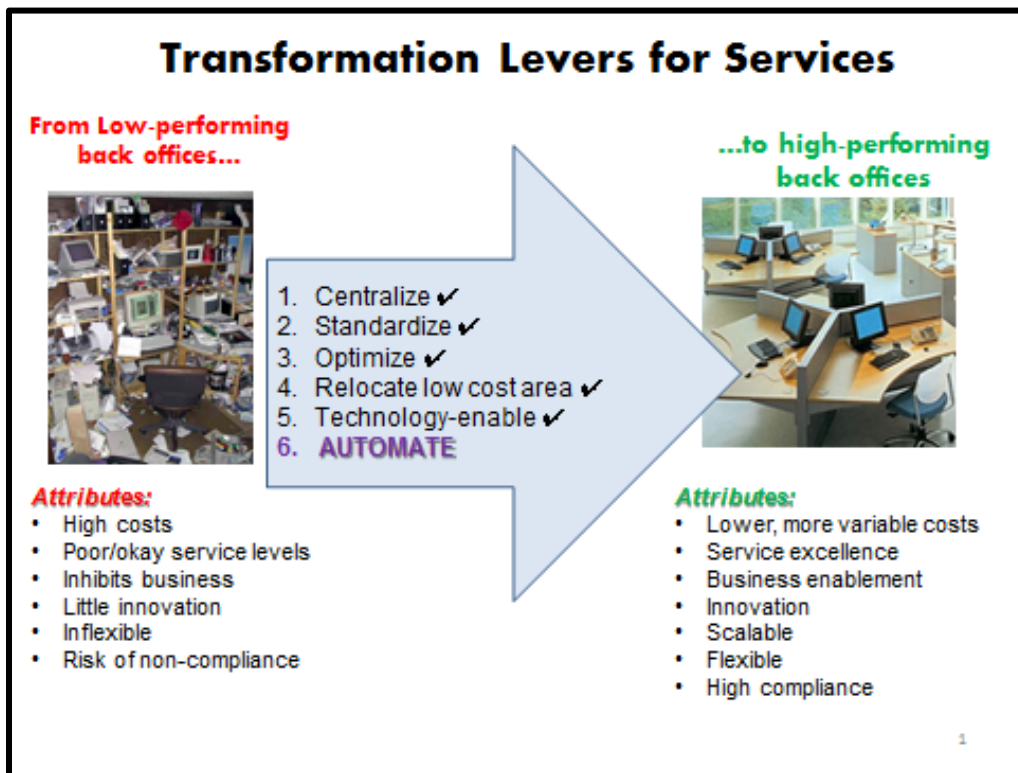 Transformation Levers for Services
From Low-performing
back offices...
...to high-performing
back offices
1. Centralize ✔
2. Standardize ✔
3. Optimize ✔
4. Relocate low cost area ✔
5. Technology-enable ✔
6. AUTOMATE
Attributes:
• High costs
• Poor/okay service levels
• Inhibits business
• Little innovation
• Inflexible
• Risk of non-compliance
Attributes:
• Lower, more variable costs
• Service excellence
• Business enablement
• Innovation
• Scalable
• Flexible
• High compliance
1